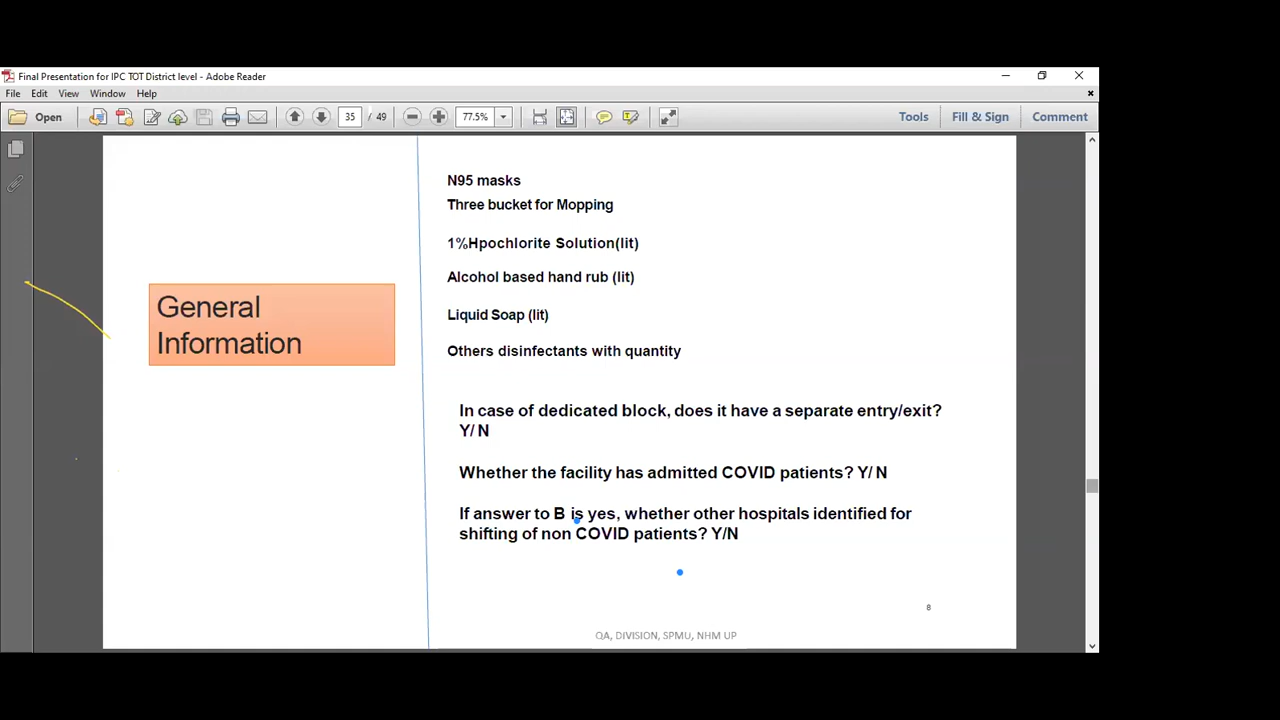 Final Presentation for IPC TOT District level - Adobe Reader
File Edit View Window Help
Open 35 / 49 77.5% Tools Fill & Sign Comment
General
Information
N95 masks
Three bucket for Mopping
1%Hpochlorite Solution(lit)
Alcohol based hand rub (lit)
Liquid Soap (lit)
Others disinfectants with quantity
In case of dedicated block, does it have a separate entry/exit?
Y/ N
Whether the facility has admitted COVID patients? Y/ N
If answer to B is yes, whether other hospitals identified for
shifting of non COVID patients? Y/N
8
QA, DIVISION, SPMU, NHM UP